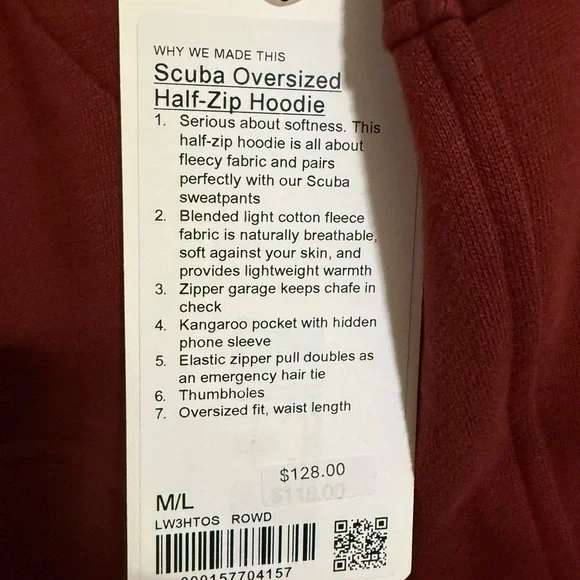 WHY WE MADE THIS
Scuba Oversized
Half-Zip Hoodie
1. Serious about softness. This
half-zip hoodie is all about
fleecy fabric and pairs
perfectly with our Scuba
sweatpants
2. Blended light cotton fleece
fabric is naturally breathable,
soft against your skin, and
provides lightweight warmth
3. Zipper garage keeps chafe in
check
4. Kangaroo pocket with hidden
phone sleeve
5. Elastic zipper pull doubles as
an emergency hair tie
6. Thumbholes
7. Oversized fit, waist length
$128.00
$118.00
M/L
LW3HTOS ROWD
000157704157